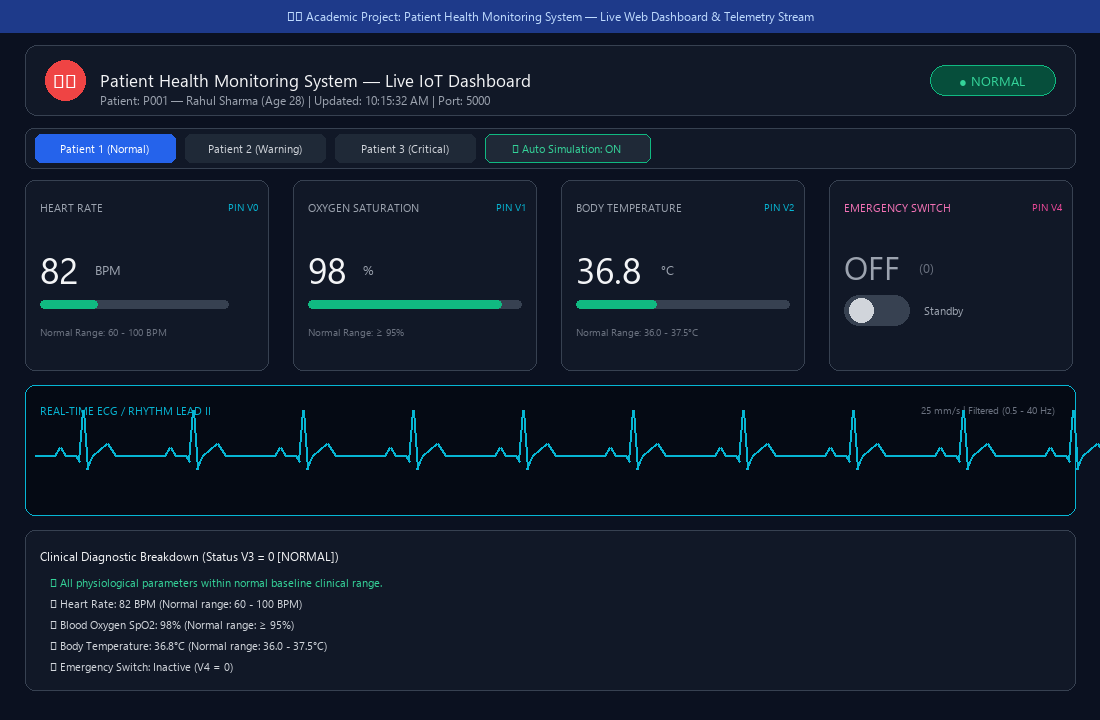 Academic Project: Patient Health Monitoring System — Live Web Dashboard & Telemetry Stream
Patient Health Monitoring System — Live IoT Dashboard
Patient: P001 — Rahul Sharma (Age 28) | Updated: 10:15:32 AM | Port: 5000
● NORMAL
Patient 1 (Normal)
Patient 2 (Warning)
Patient 3 (Critical)
Auto Simulation: ON
HEART RATE
PIN V0
82 BPM
Normal Range: 60 - 100 BPM
OXYGEN SATURATION
PIN V1
98 %
Normal Range: ≥ 95%
BODY TEMPERATURE
PIN V2
36.8 °C
Normal Range: 36.0 - 37.5°C
EMERGENCY SWITCH
PIN V4
OFF (0)
Standby
REAL-TIME ECG / RHYTHM LEAD II
25 mm/s | Filtered (0.5 - 40 Hz)
Clinical Diagnostic Breakdown (Status V3 = 0 [NORMAL])
All physiological parameters within normal baseline clinical range.
Heart Rate: 82 BPM (Normal range: 60 - 100 BPM)
Blood Oxygen SpO2: 98% (Normal range: ≥ 95%)
Body Temperature: 36.8°C (Normal range: 36.0 - 37.5°C)
Emergency Switch: Inactive (V4 = 0)